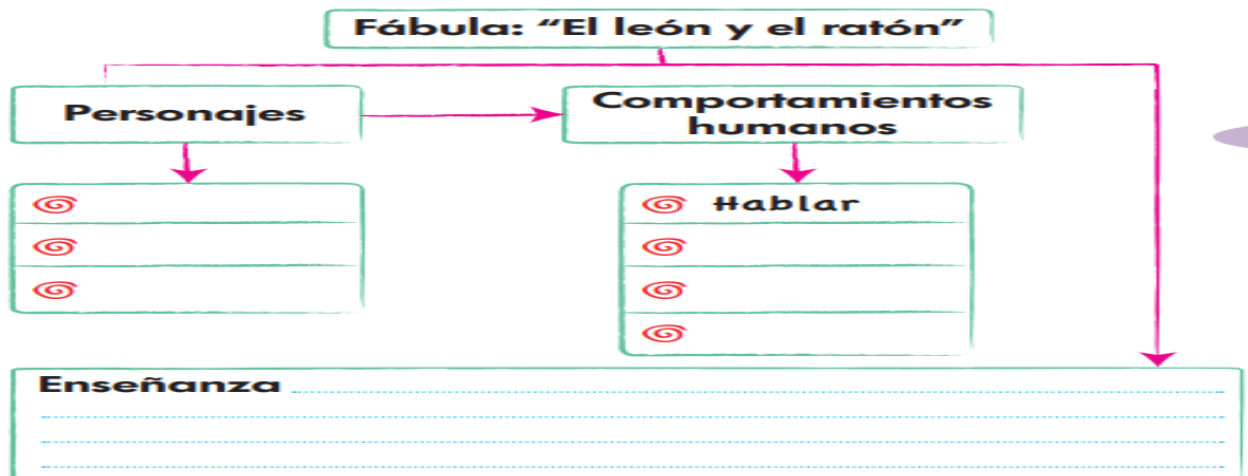 Fábula: “El león y el ratón”
Personajes
Comportamientos
humanos
Hablar
Enseñanza